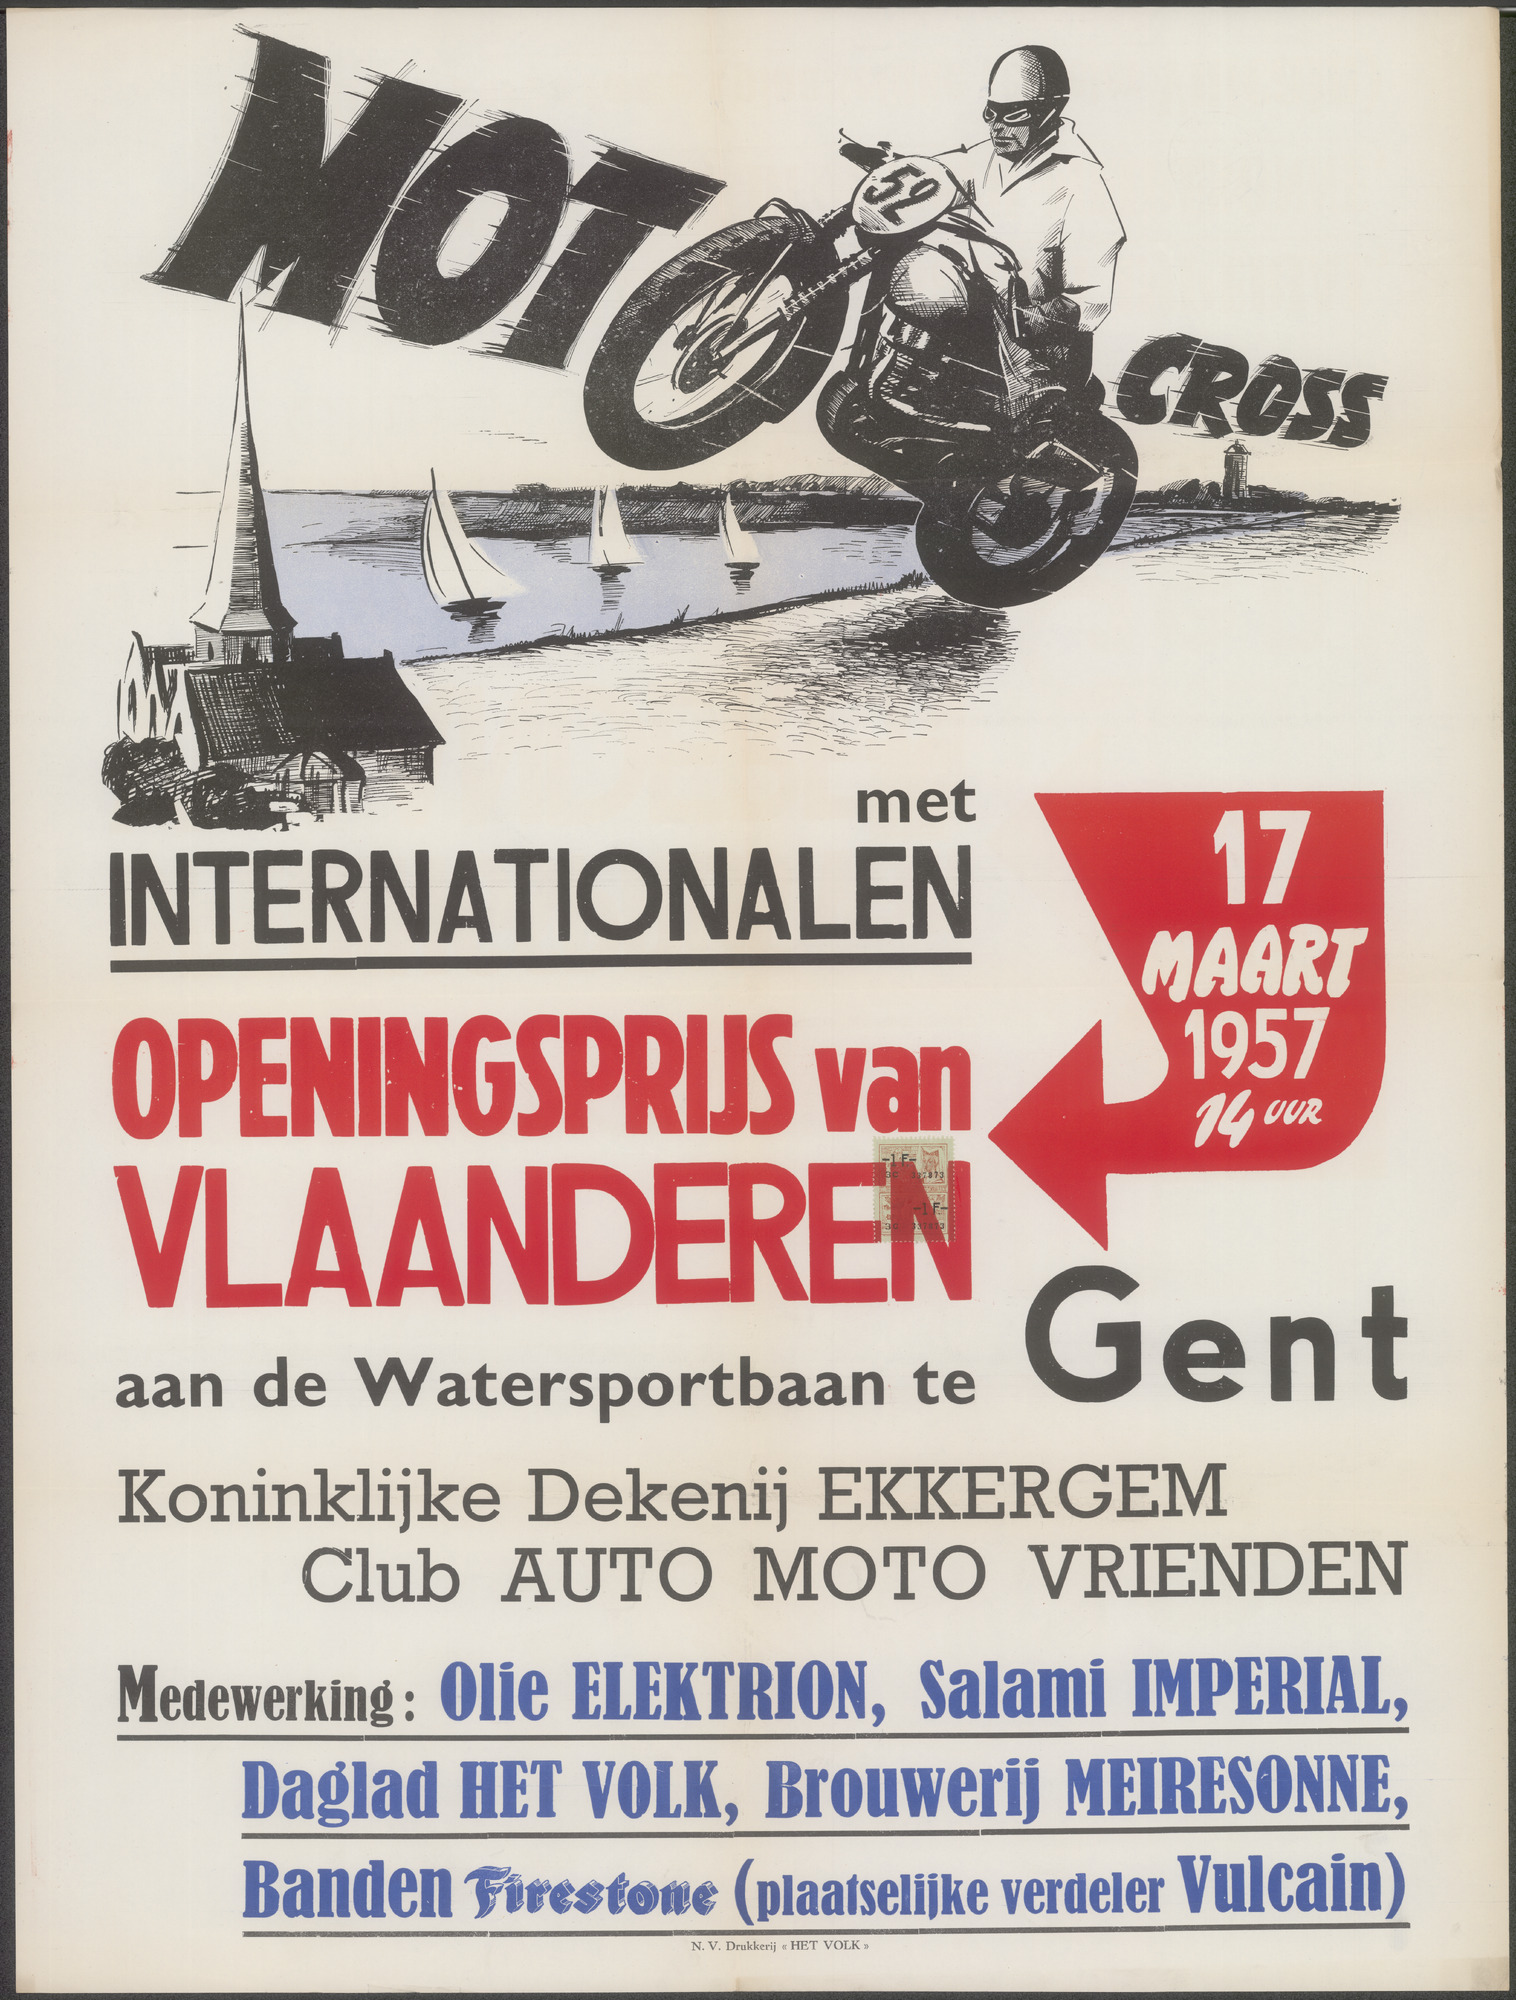 MOTO CROSS
52
met
INTERNATIONALEN
OPENINGSPRIJS van
VLAANDEREN
17
MAART
1957
14 UUR
-1F-
-1F-
aan de Watersportbaan te Gent
Koninklijke Dekenij EKKERGEM
Club AUTO MOTO VRIENDEN
Medewerking: Olie ELEKTRION, Salami IMPERIAL,
Daglad HET VOLK, Brouwerij MEIRESONNE,
Banden Firestone (plaatselijke verdeler Vulcain)
N. V. Drukkerij « HET VOLK »